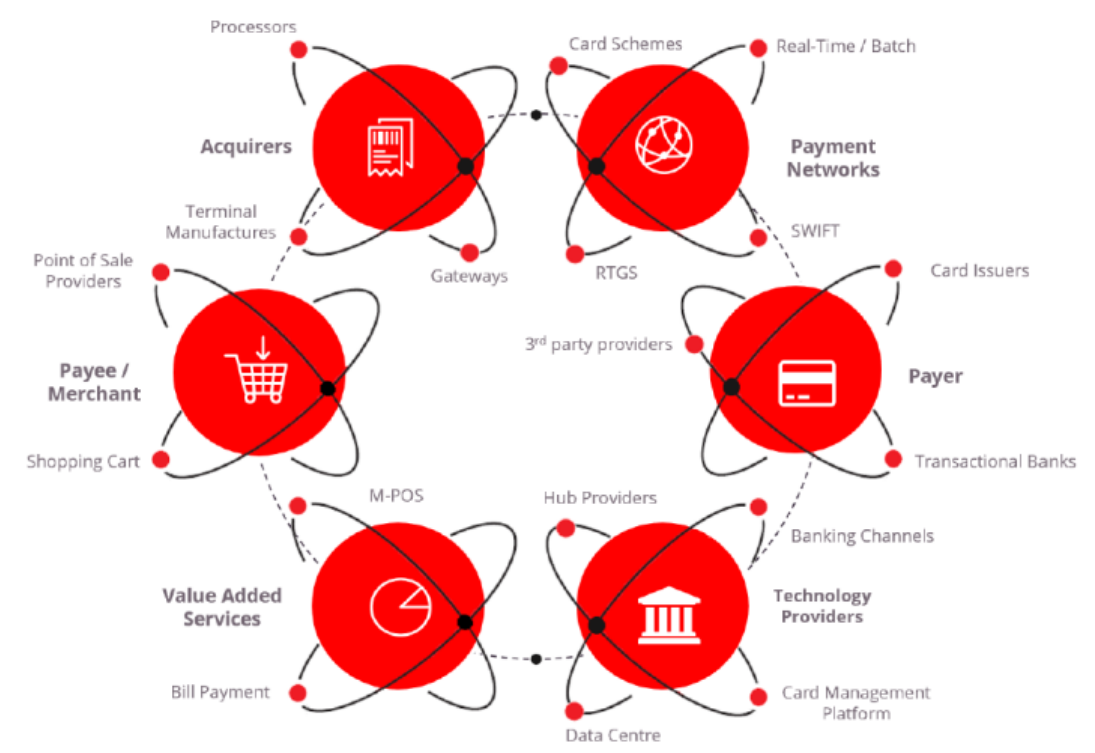 Processors
Card Schemes
Real-Time / Batch
Acquirers
Payment
Networks
Terminal
Manufactures
Gateways
RTGS
SWIFT
Point of Sale
Providers
Card Issuers
3rd party providers
Payee /
Merchant
Payer
Shopping Cart
Transactional Banks
M-POS
Hub Providers
Banking Channels
Value Added
Services
Technology
Providers
Bill Payment
Card Management
Platform
Data Centre